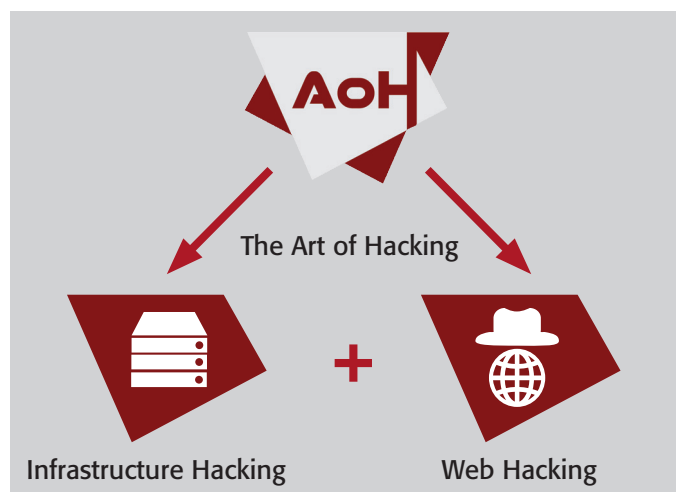 AoH
The Art of Hacking
+
Infrastructure Hacking
Web Hacking